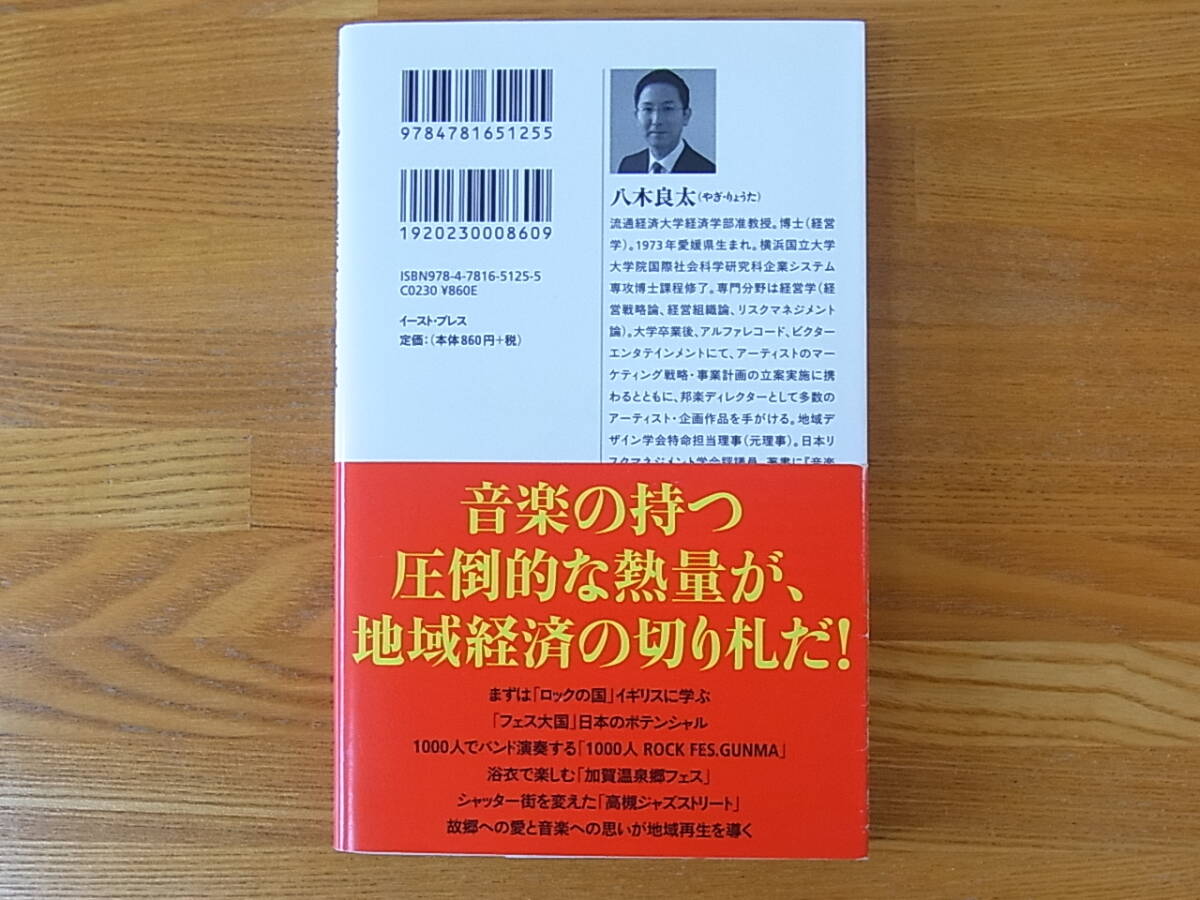 9784781651255
1920230008609
ISBN978-4-7816-5125-5
C0230 ¥860E
イースト・プレス
定価：（本体860円+税）
八木良太（やぎ・りょうた）
流通経済大学経済学部准教授。博士（経営
学）。1973年愛媛県生まれ。横浜国立大学
大学院国際社会科学研究科企業システム
専攻博士課程修了。専門分野は経営学（経
営戦略論、経営組織論、リスクマネジメント
論）。大学卒業後、アルファレコード、ビクター
エンタテインメントにて、アーティストのマー
ケティング戦略・事業計画の立案実施に携
わるとともに、邦楽ディレクターとして多数の
アーティスト・企画作品を手がける。地域デ
ザイン学会特命担当理事（元理事）。日本リ
スクマネジメント学会評議員。著書に『音楽
音楽の持つ
圧倒的な熱量が、
地域経済の切り札だ！
まずは「ロックの国」イギリスに学ぶ
「フェス大国」日本のポテンシャル
1000人でバンド演奏する「1000人 ROCK FES.GUNMA」
浴衣で楽しむ「加賀温泉郷フェス」
シャッター街を変えた「高槻ジャズストリート」
故郷への愛と音楽への思いが地域再生を導く